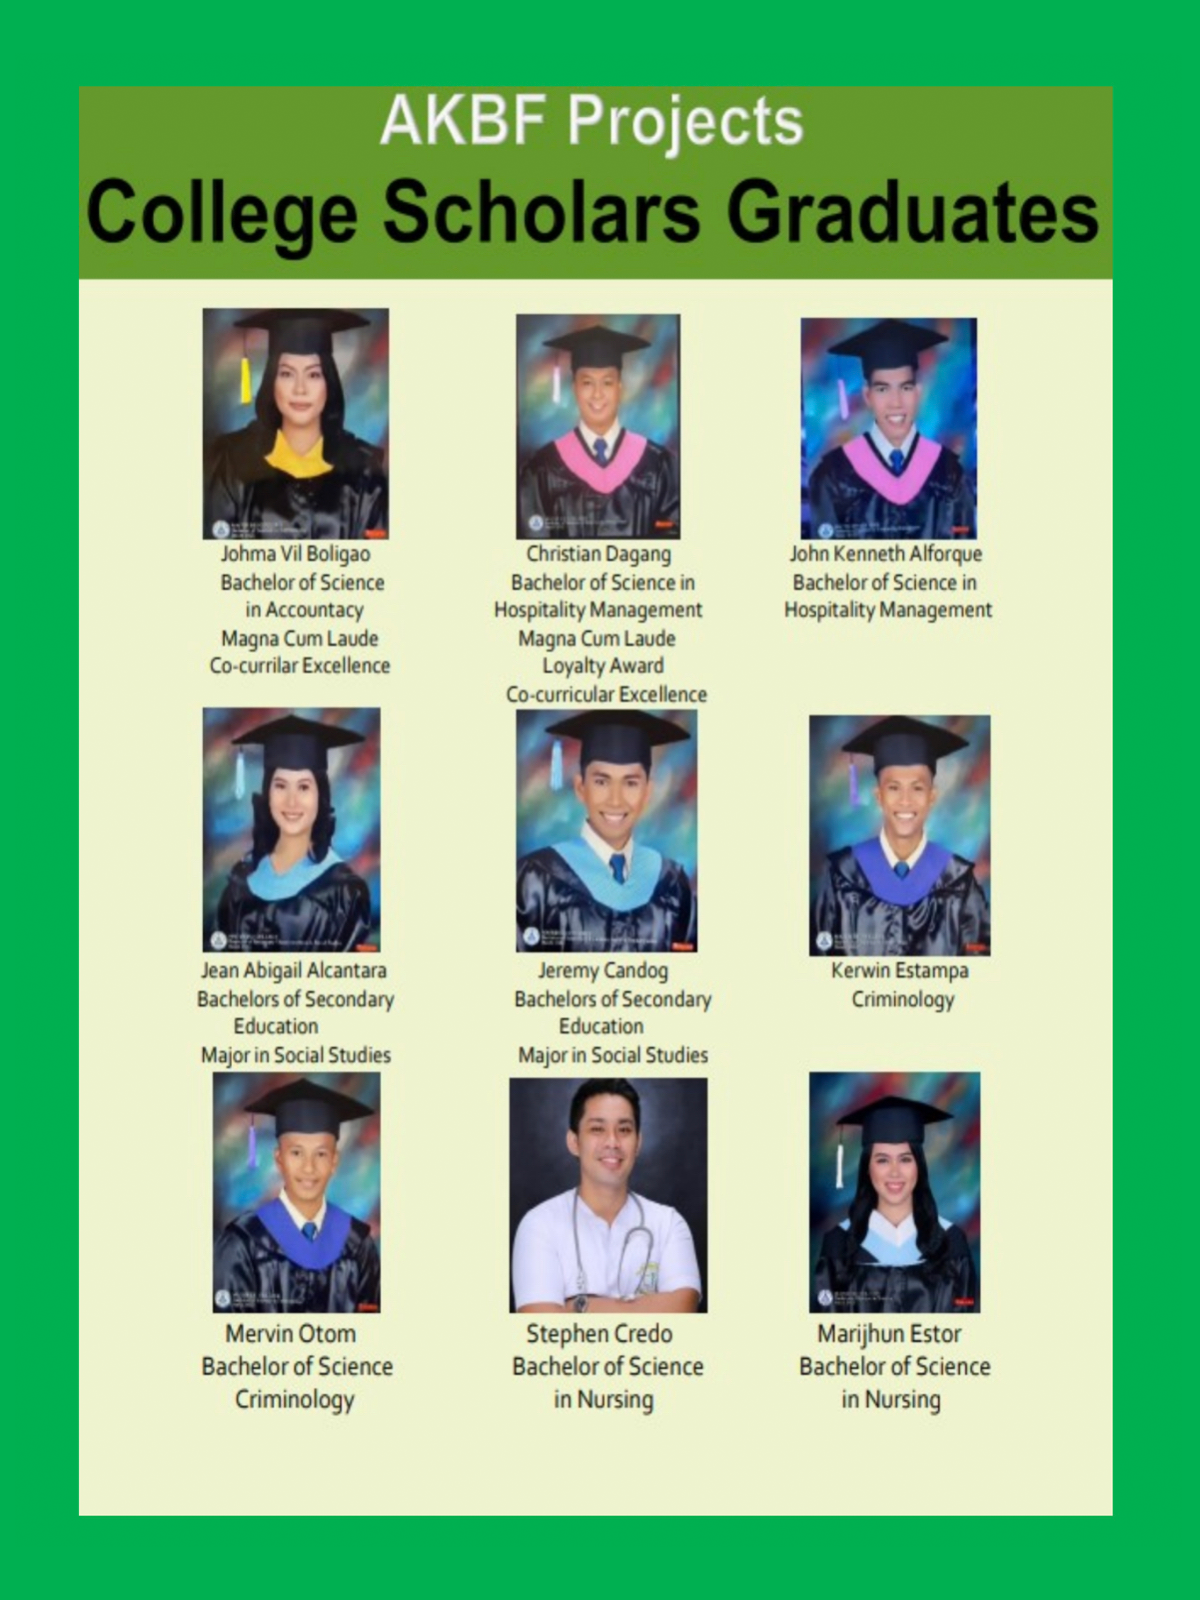 AKBF Projects
College Scholars Graduates
Johma Vil Boligao
Bachelor of Science
in Accountacy
Magna Cum Laude
Co-currilar Excellence
Christian Dagang
Bachelor of Science in
Hospitality Management
Magna Cum Laude
Loyalty Award
Co-curricular Excellence
John Kenneth Alforque
Bachelor of Science in
Hospitality Management
Jean Abigail Alcantara
Bachelors of Secondary
Education
Major in Social Studies
Jeremy Candog
Bachelors of Secondary
Education
Major in Social Studies
Kerwin Estampa
Criminology
Mervin Otom
Bachelor of Science
Criminology
Stephen Credo
Bachelor of Science
in Nursing
Marijhun Estor
Bachelor of Science
in Nursing